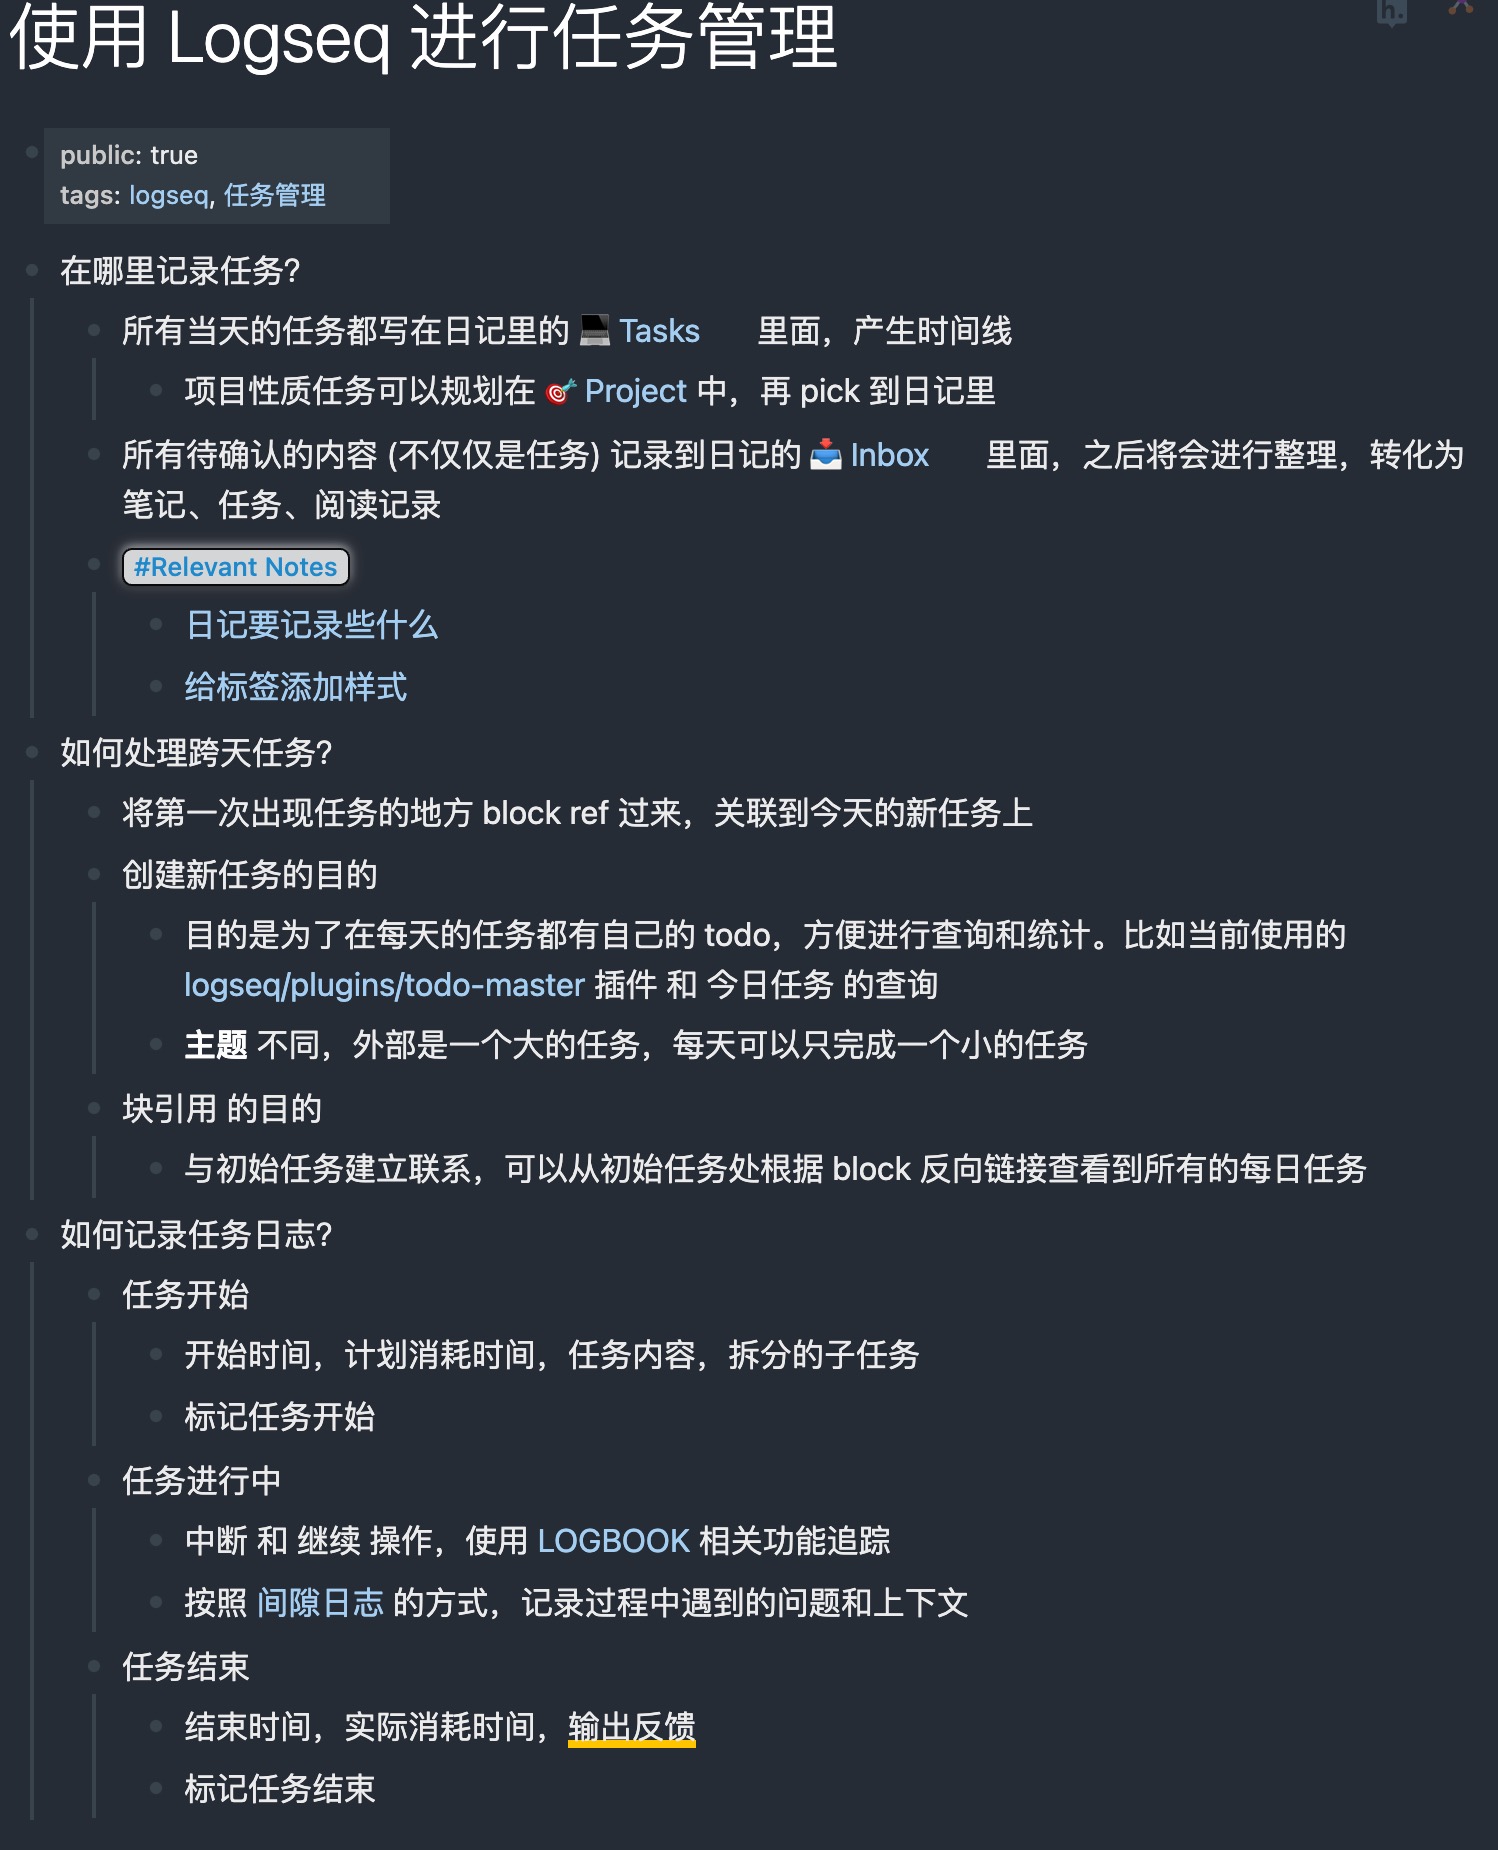 使用 Logseq 进行任务管理
h.
public: true
tags: logseq, 任务管理
在哪里记录任务?
所有当天的任务都写在日记里的 💻 Tasks 里面，产生时间线
项目性质任务可以规划在 🎯 Project 中，再 pick 到日记里
所有待确认的内容 (不仅仅是任务) 记录到日记的 📥 Inbox 里面，之后将会进行整理，转化为
笔记、任务、阅读记录
#Relevant Notes
日记要记录些什么
给标签添加样式
如何处理跨天任务?
将第一次出现任务的地方 block ref 过来，关联到今天的新任务上
创建新任务的目的
目的是为了在每天的任务都有自己的 todo，方便进行查询和统计。比如当前使用的
logseq/plugins/todo-master 插件 和 今日任务 的查询
主题 不同，外部是一个大的任务，每天可以只完成一个小的任务
块引用 的目的
与初始任务建立联系，可以从初始任务处根据 block 反向链接查看到所有的每日任务
如何记录任务日志?
任务开始
开始时间，计划消耗时间，任务内容，拆分的子任务
标记任务开始
任务进行中
中断 和 继续 操作，使用 LOGBOOK 相关功能追踪
按照 间隙日志 的方式，记录过程中遇到的问题和上下文
任务结束
结束时间，实际消耗时间，输出反馈
标记任务结束